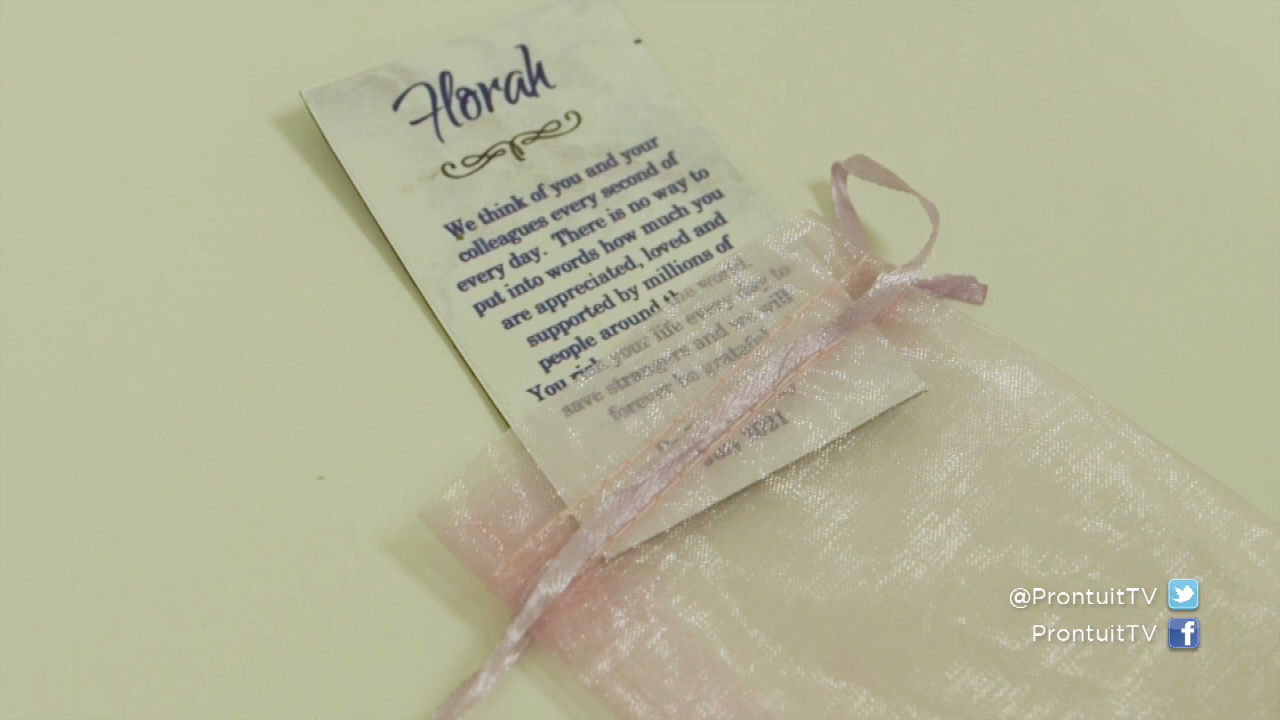 Florah
We think of you and your
colleagues every second of
every day. There is no way to
put into words how much you
are appreciated, loved and
supported by millions of
people around the world.
You risk your life every day to
save strangers and we will
forever be grateful
@ProntuitTV
ProntuitTV